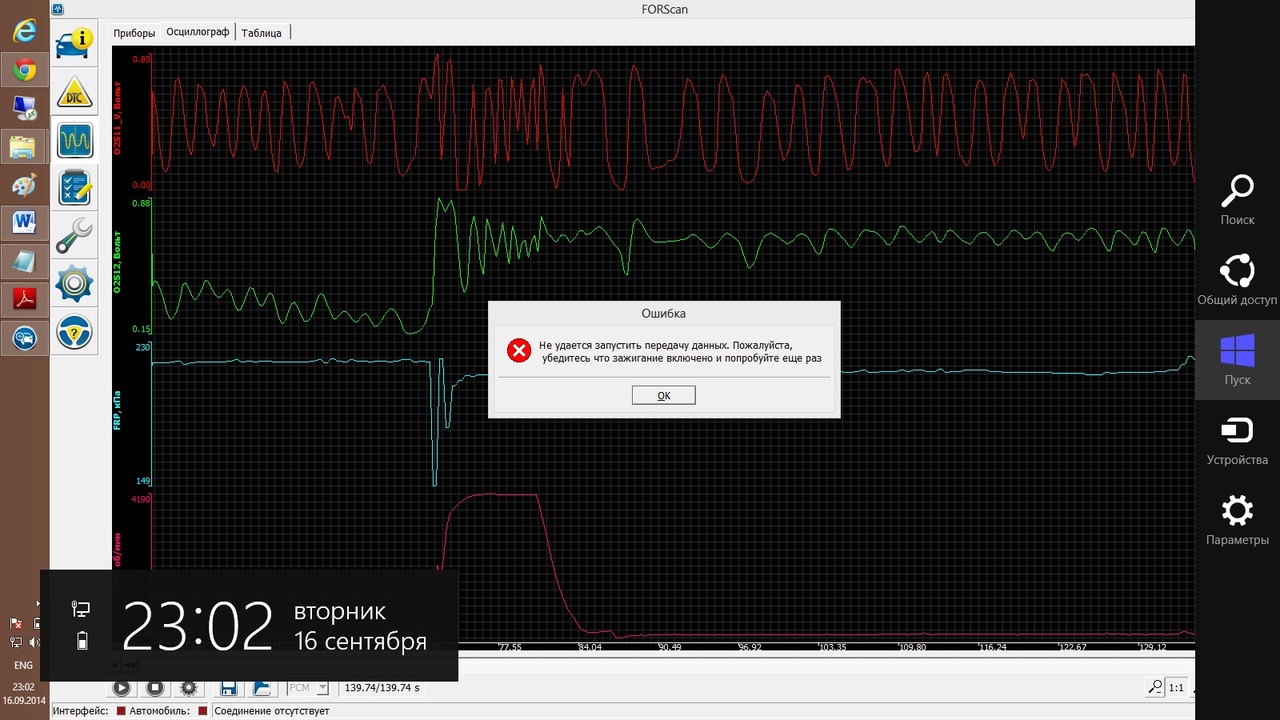 FORScan
Приборы
Осциллограф
Таблица
DTC
0.85
O2S11_V, Вольт
0.00
0.88
O2S12, Вольт
0.15
230
FRP, кПа
149
4190
об/мин
Ошибка
Не удается запустить передачу данных. Пожалуйста,
убедитесь что зажигание включено и попробуйте еще раз
OK
Поиск
Общий доступ
Пуск
Устройства
Параметры
23:02
вторник
16 сентября
77,55
84,04
90,49
96,92
103,35
109,80
116,24
122,67
129,12
ENG
23:02
16.09.2014
PCM
139.74/139.74 s
1:1
Интерфейс:
Автомобиль:
Соединение отсутствует